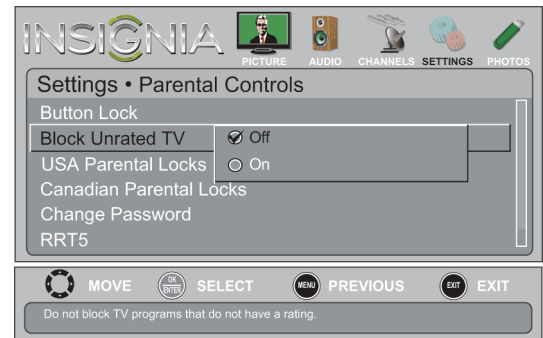 INSIGNIA
PICTURE AUDIO CHANNELS SETTINGS PHOTOS
Settings • Parental Controls
Button Lock
Block Unrated TV
Off
USA Parental Locks
On
Canadian Parental Locks
Change Password
RRT5
MOVE OK ENTER SELECT MENU PREVIOUS EXIT EXIT
Do not block TV programs that do not have a rating.